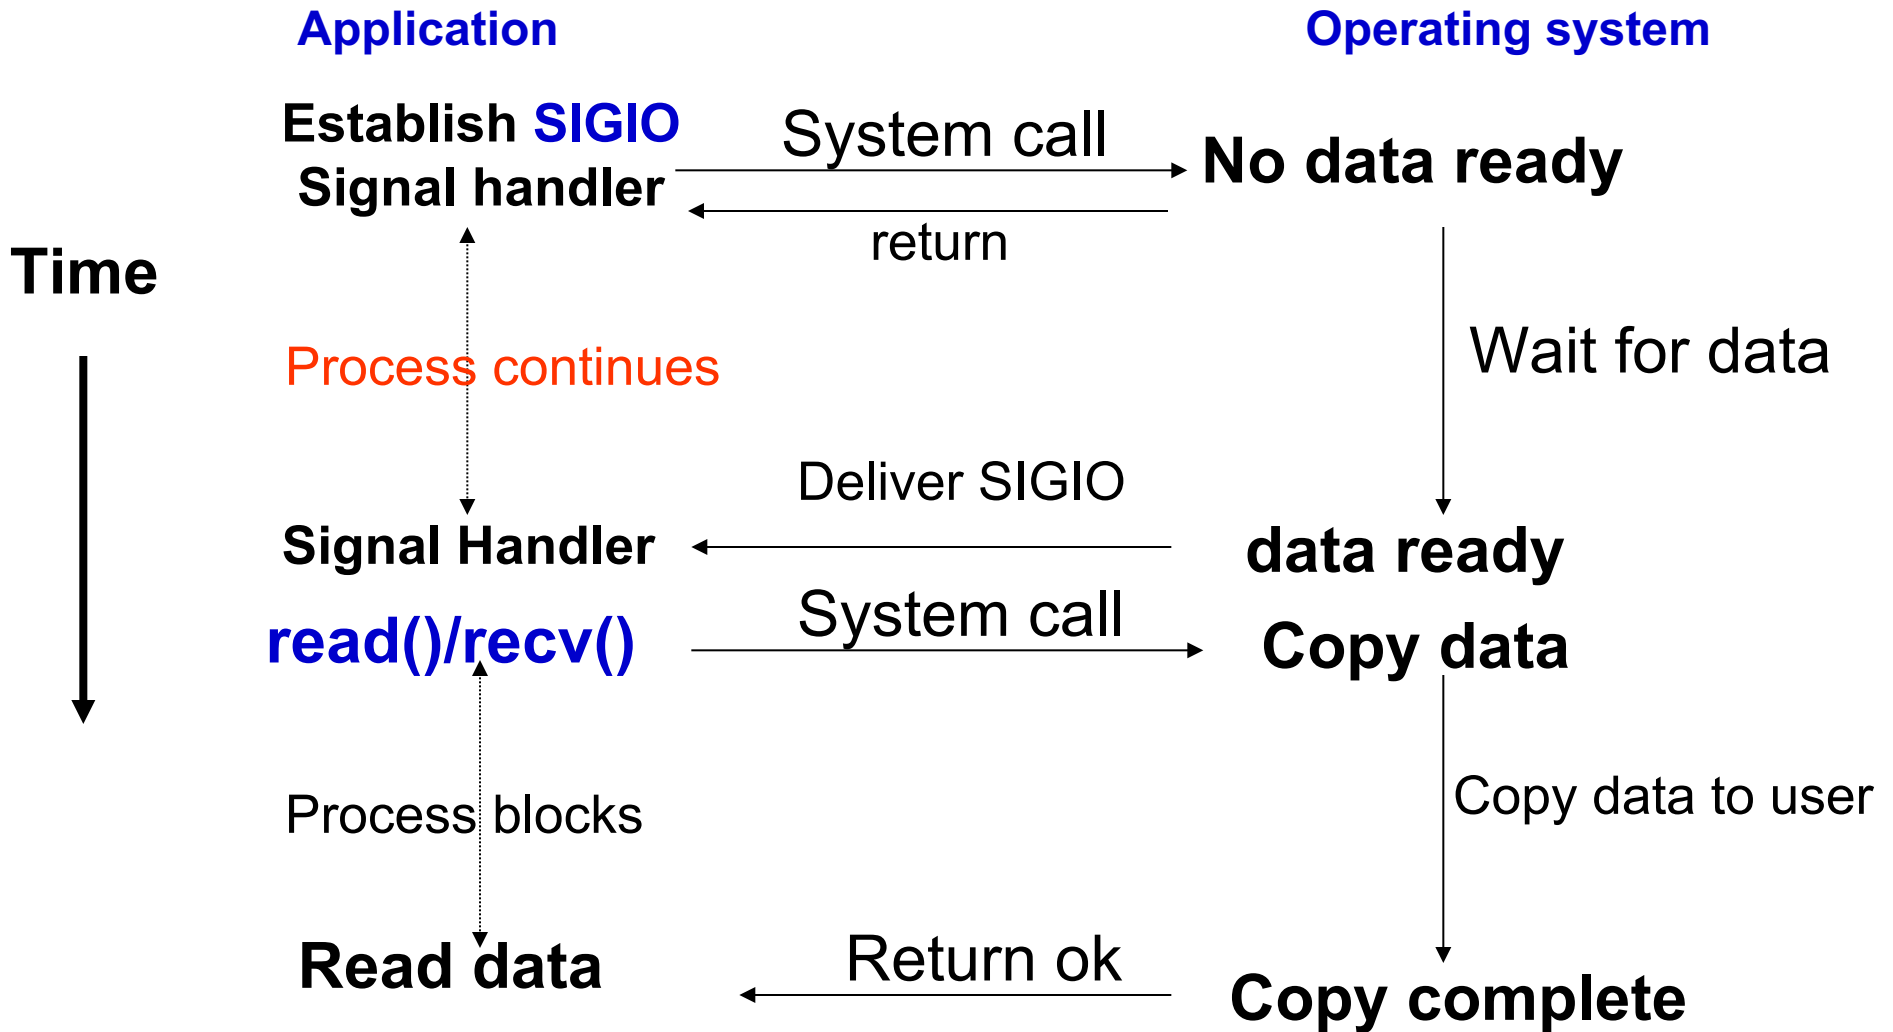 Application
Operating system
Establish SIGIO
Signal handler
System call
No data ready
return
Time
Process continues
Wait for data
Deliver SIGIO
Signal Handler
data ready
read()/recv()
System call
Copy data
Process blocks
Copy data to user
Read data
Return ok
Copy complete